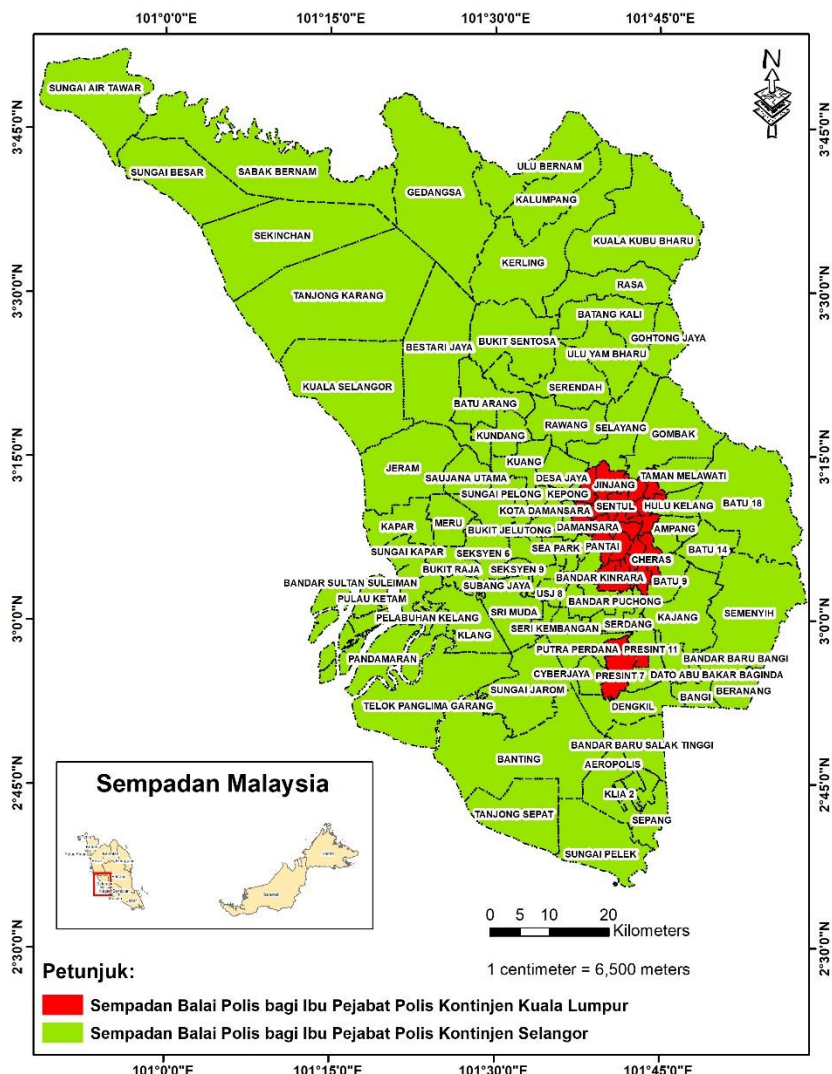 101°0'0"E 101°15'0"E 101°30'0"E 101°45'0"E
N
3°45'0"N 3°45'0"N
3°30'0"N 3°30'0"N
3°15'0"N 3°15'0"N
3°0'0"N 3°0'0"N
2°45'0"N 2°45'0"N
2°30'0"N 2°30'0"N
SUNGAI AIR TAWAR
SUNGAI BESAR
SABAK BERNAM
ULU BERNAM
GEDANGSA
KALUMPANG
SEKINCHAN
KUALA KUBU BHARU
KERLING
RASA
TANJONG KARANG
BATANG KALI
BESTARI JAYA
BUKIT SENTOSA
GOHTONG JAYA
ULU YAM BHARU
KUALA SELANGOR
SERENDAH
BATU ARANG
RAWANG
SELAYANG
KUNDANG
GOMBAK
KUANG
JERAM
SAUJANA UTAMA
DESA JAYA
TAMAN MELAWATI
JINJANG
SUNGAI PELONG
KEPONG
KOTA DAMANSARA
SENTUL
HULU KELANG
BATU 18
KAPAR
MERU
BUKIT JELUTONG
DAMANSARA
AMPANG
SUNGAI KAPAR
SEKSYEN 6
SEA PARK
PANTAI
BATU 14
CHERAS
BUKIT RAJA
SEKSYEN 9
BANDAR SULTAN SULEIMAN
SUBANG JAYA
BANDAR KINRARA
BATU 9
PULAU KETAM
USJ 8
BANDAR PUCHONG
PELABUHAN KELANG
SRI MUDA
KAJANG
SEMENYIH
KLANG
SERI KEMBANGAN
SERDANG
PANDAMARAN
PUTRA PERDANA
PRESINT 11
BANDAR BARU BANGI
CYBERJAYA
PRESINT 7
DATO ABU BAKAR BAGINDA
SUNGAI JAROM
BANGI
BERANANG
TELOK PANGLIMA GARANG
DENGKIL
BANDAR BARU SALAK TINGGI
BANTING
AEROPOLIS
KLIA 2
TANJONG SEPAT
SEPANG
SUNGAI PELEK
Sempadan Malaysia
0 5 10 20
Kilometers
1 centimeter = 6,500 meters
Petunjuk:
Sempadan Balai Polis bagi Ibu Pejabat Polis Kontinjen Kuala Lumpur
Sempadan Balai Polis bagi Ibu Pejabat Polis Kontinjen Selangor
101°0'0"E 101°15'0"E 101°30'0"E 101°45'0"E